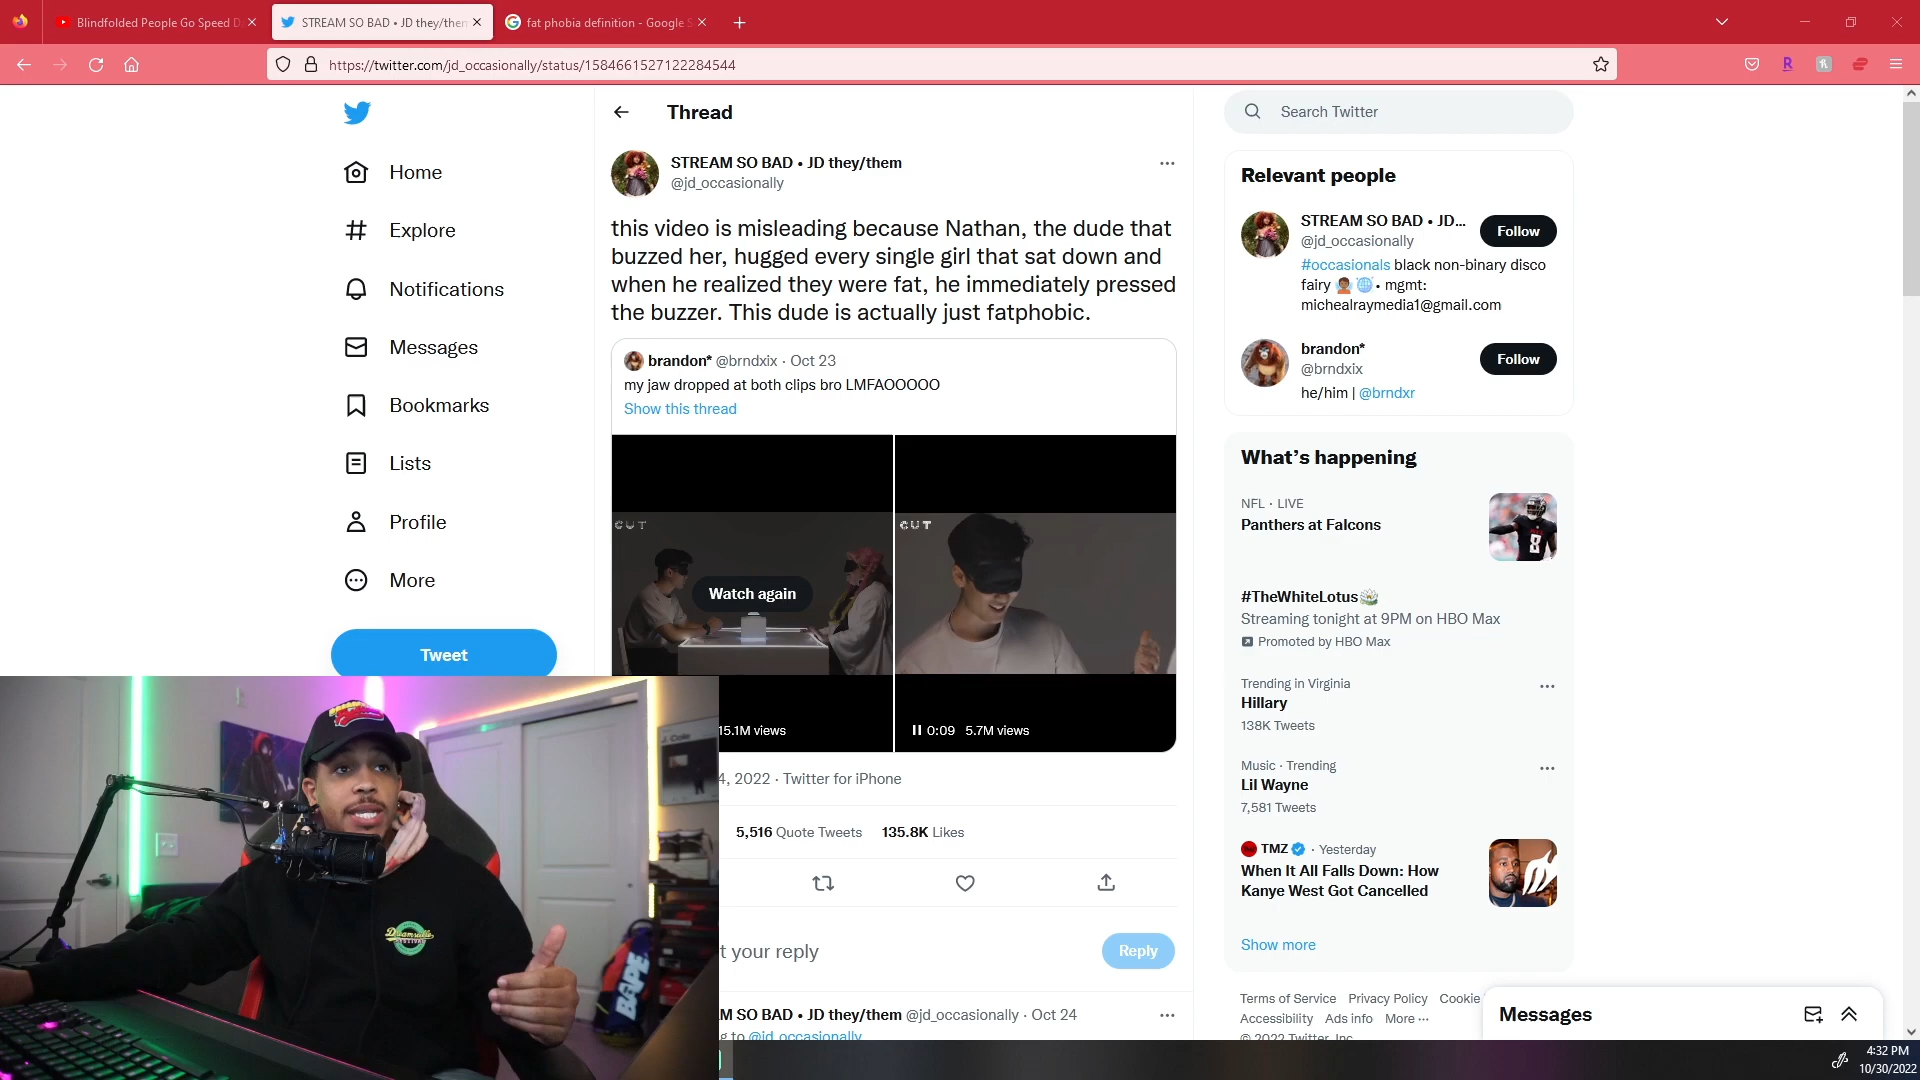 Blindfolded People Go Speed D
STREAM SO BAD • JD they/them
fat phobia definition - Google S
https://twitter.com/jd_occasionally/status/1584661527122284544
Home
Explore
Notifications
Messages
Bookmarks
Lists
Profile
More
Tweet
Thread
STREAM SO BAD • JD they/them
@jd_occasionally
this video is misleading because Nathan, the dude that
buzzed her, hugged every single girl that sat down and
when he realized they were fat, he immediately pressed
the buzzer. This dude is actually just fatphobic.
brandon* @brndxix · Oct 23
my jaw dropped at both clips bro LMFAOOOOO
Show this thread
CUT
CUT
Watch again
15.1M views
0:09 5.7M views
4, 2022 · Twitter for iPhone
5,516 Quote Tweets 135.8K Likes
t your reply
Reply
M SO BAD • JD they/them @jd_occasionally · Oct 24
g to @jd_occasionally
Search Twitter
Relevant people
STREAM SO BAD • JD...
@jd_occasionally
Follow
#occasionals black non-binary disco
fairy • mgmt:
michealraymedia1@gmail.com
brandon*
@brndxix
Follow
he/him | @brndxr
What's happening
NFL · LIVE
Panthers at Falcons
8
#TheWhiteLotus
Streaming tonight at 9PM on HBO Max
Promoted by HBO Max
Trending in Virginia
Hillary
138K Tweets
Music · Trending
Lil Wayne
7,581 Tweets
TMZ · Yesterday
When It All Falls Down: How
Kanye West Got Cancelled
Show more
Terms of Service Privacy Policy Cookie
Accessibility Ads info More ···
© 2022 Twitter, Inc.
Messages
J. Cole
Dreamville
FESTIVAL
BAPE
4:32 PM
10/30/2022